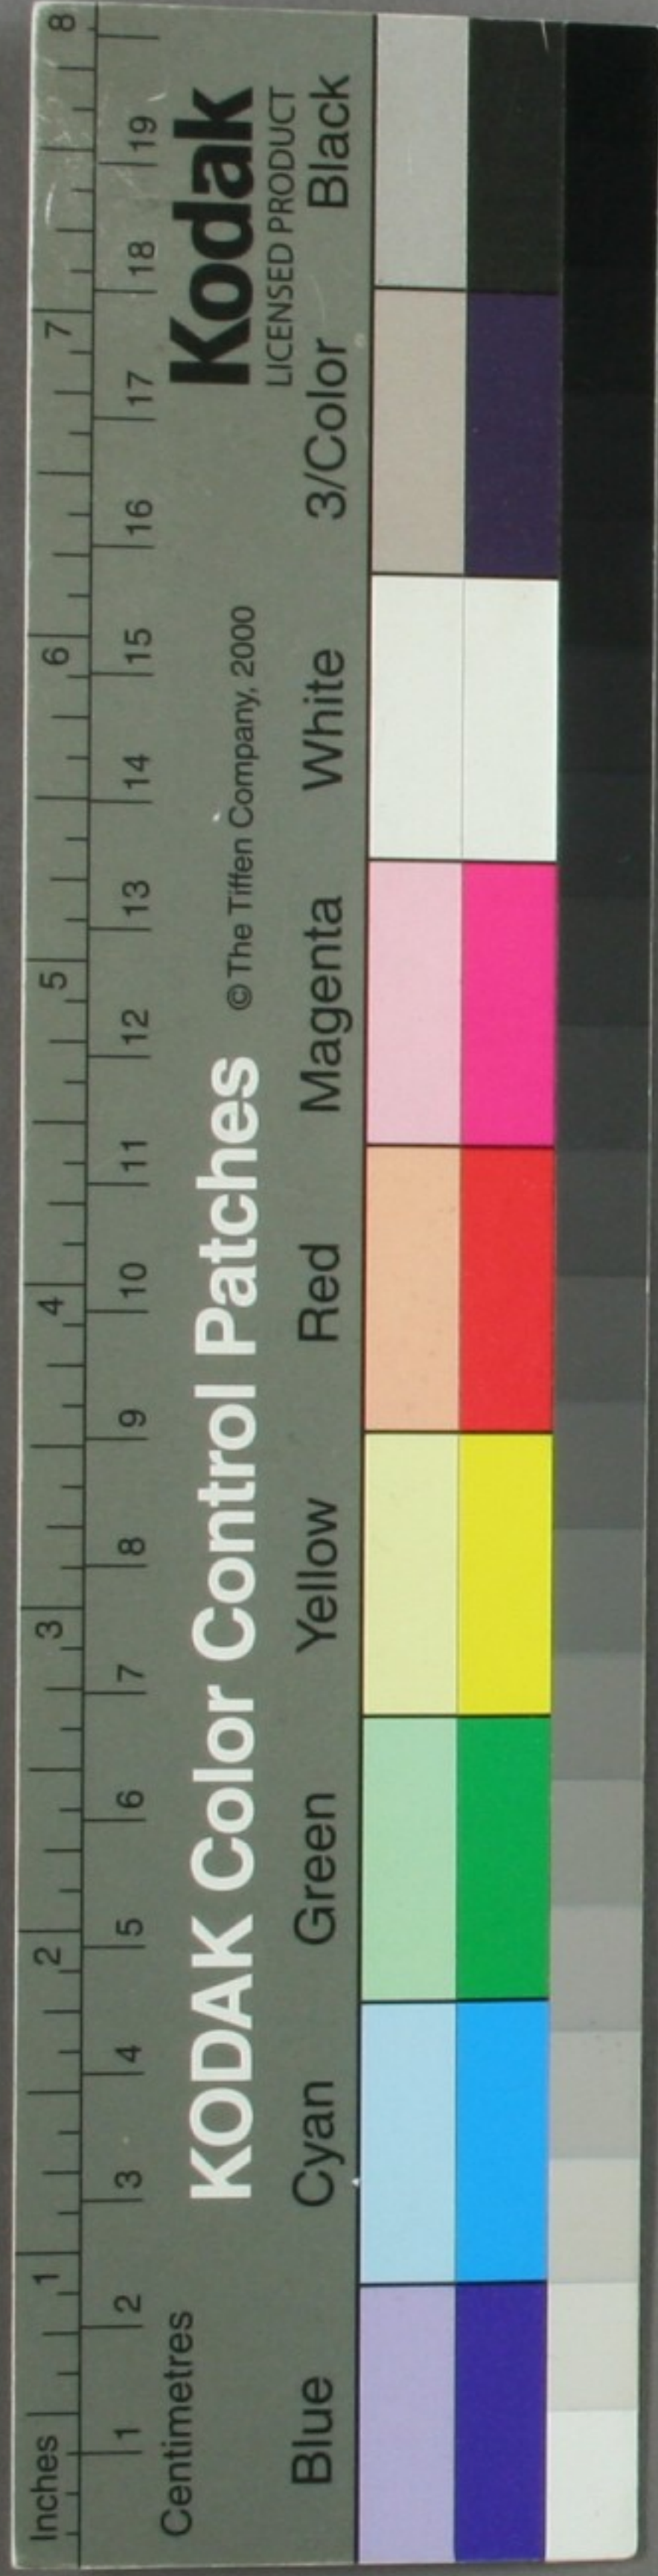 Inches 1 2 3 4 5 6 7 8
1 2 3 4 5 6 7 8 9 10 11 12 13 14 15 16 17 18 19
Centimetres
KODAK Color Control Patches © The Tiffen Company, 2000 Kodak
LICENSED PRODUCT
Blue Cyan Green Yellow Red Magenta White 3/Color Black